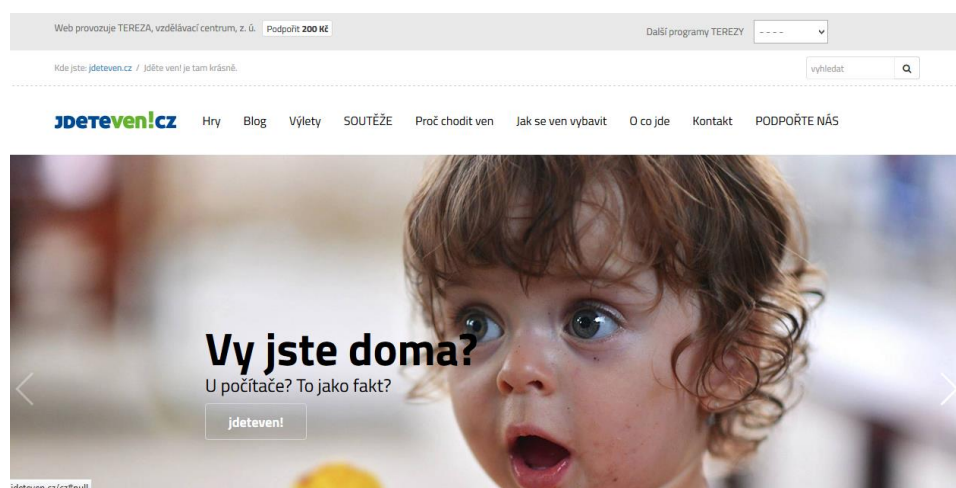 Web provozuje TEREZA, vzdělávací centrum, z. ú. Podpořit 200 Kč Další programy TEREZY - - - -
Kde jste: jdeteven.cz / Jděte ven! je tam krásně. vyhledat
JDETEven!CZ Hry Blog Výlety SOUTĚŽE Proč chodit ven Jak se ven vybavit O co jde Kontakt PODPOŘTE NÁS
Vy jste doma?
U počítače? To jako fakt?
jdeteven!